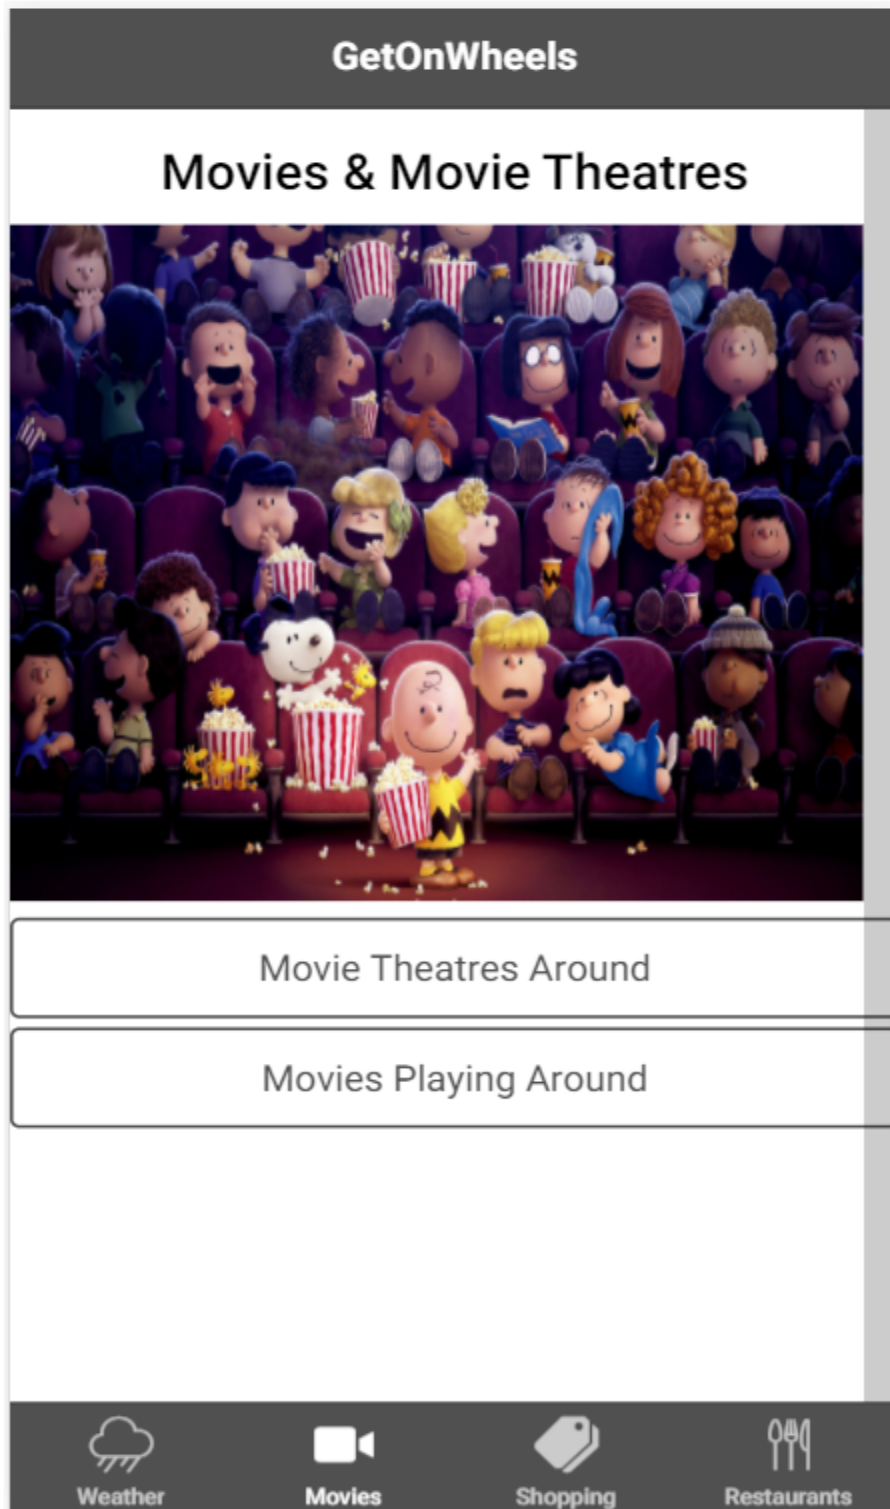 GetOnWheels
Movies & Movie Theatres
Movie Theatres Around
Movies Playing Around
Weather
Movies
Shopping
Restaurants